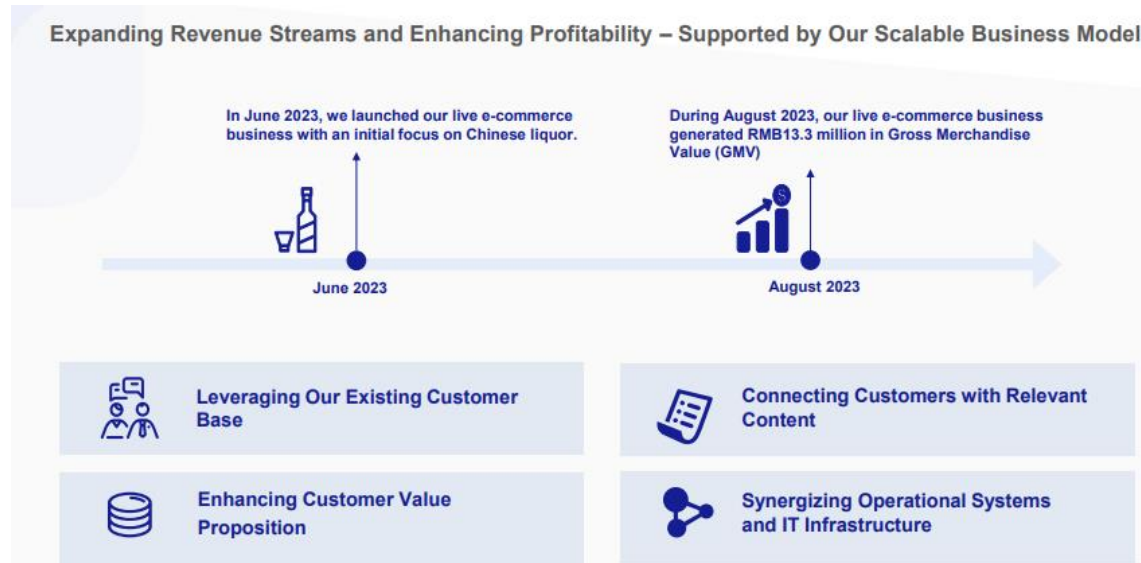 Expanding Revenue Streams and Enhancing Profitability – Supported by Our Scalable Business Model
In June 2023, we launched our live e-commerce
business with an initial focus on Chinese liquor.
During August 2023, our live e-commerce business
generated RMB13.3 million in Gross Merchandise
Value (GMV)
$
June 2023
August 2023
Leveraging Our Existing Customer
Base
Connecting Customers with Relevant
Content
Enhancing Customer Value
Proposition
Synergizing Operational Systems
and IT Infrastructure